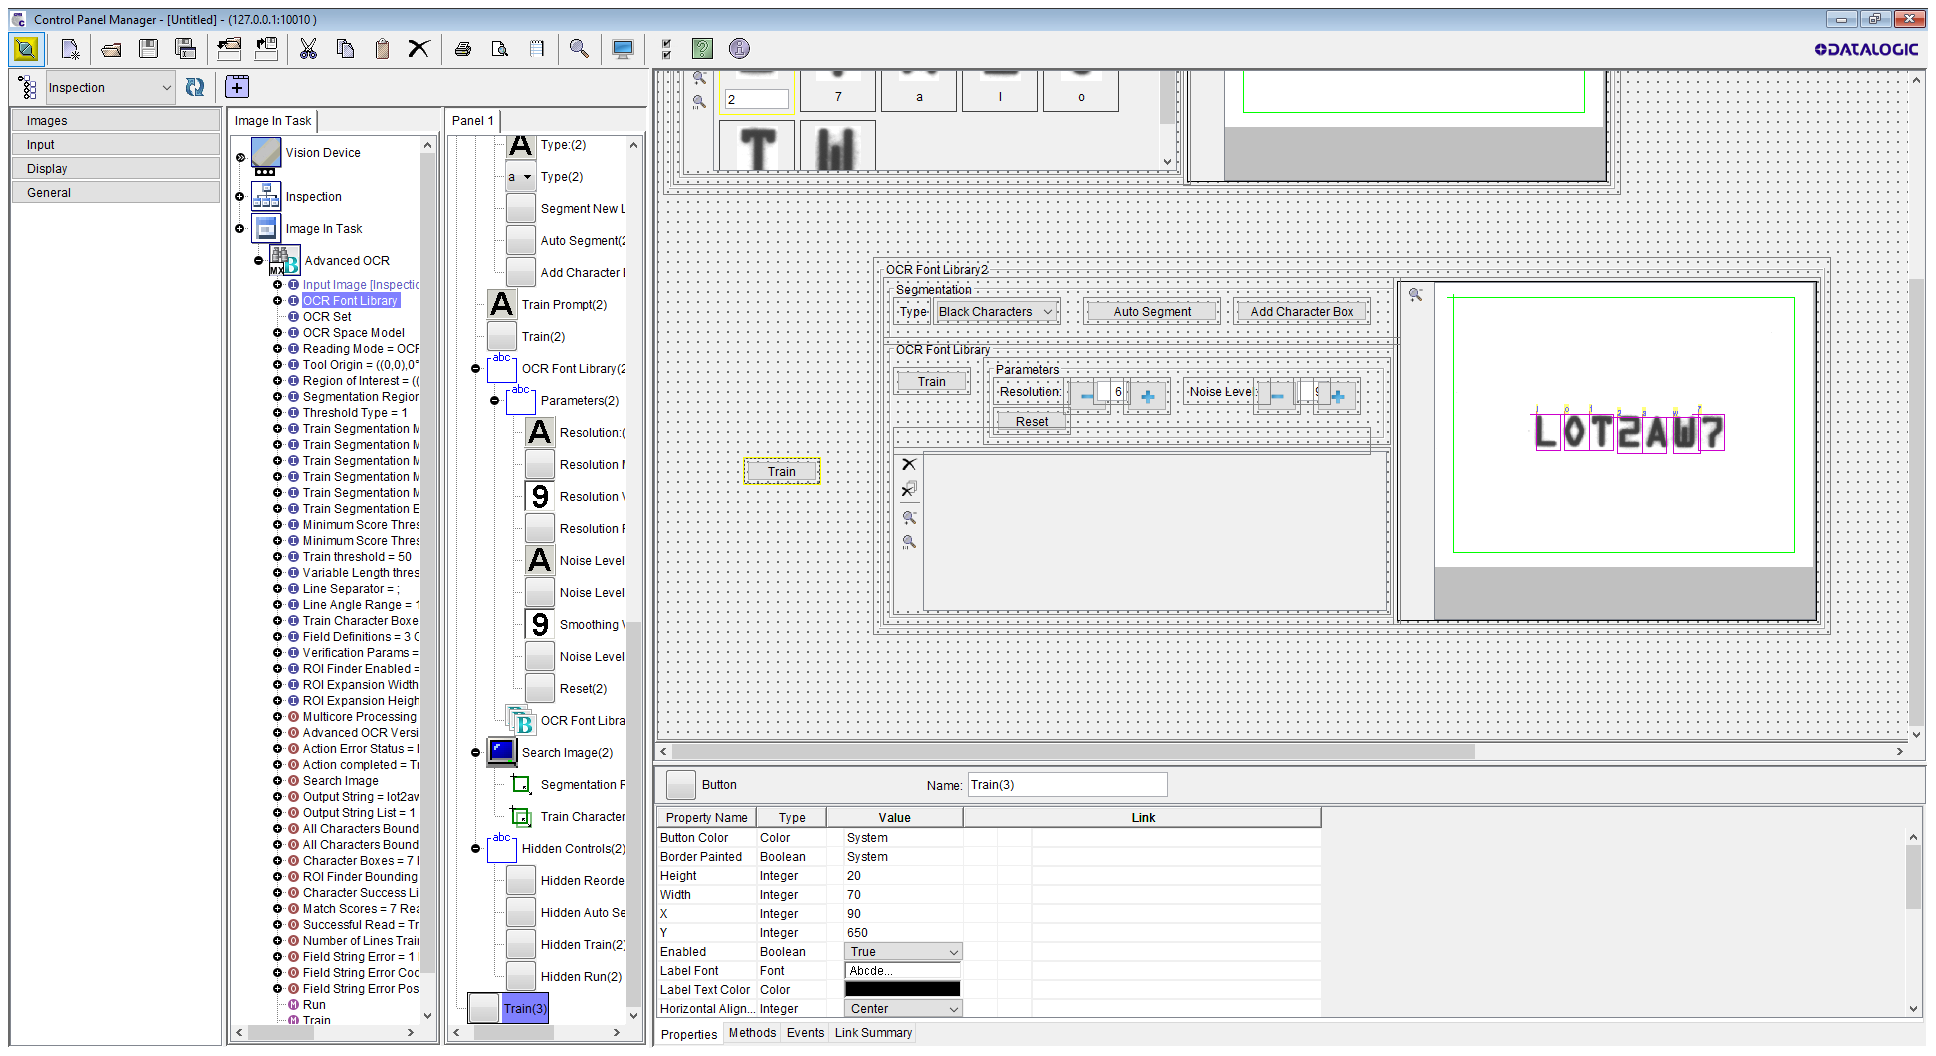 Control Panel Manager - [Untitled] - (127.0.0.1:10010 )
DATALOGIC
Inspection
Images
Input
Display
General
Image In Task
Vision Device
Inspection
Image In Task
Advanced OCR
Input Image [Inspectic
OCR Font Library
OCR Set
OCR Space Model
Reading Mode = OCF
Tool Origin = ((0,0),0°
Region of Interest = ((
Segmentation Region
Threshold Type = 1
Train Segmentation M
Train Segmentation M
Train Segmentation M
Train Segmentation M
Train Segmentation M
Train Segmentation E
Minimum Score Thres
Minimum Score Thres
Train threshold = 50
Variable Length thres
Line Separator = ;
Line Angle Range = 1
Train Character Boxe
Field Definitions = 3 C
Verification Params =
ROI Finder Enabled =
ROI Expansion Width
ROI Expansion Heigh
Multicore Processing
Advanced OCR Versi
Action Error Status = I
Action completed = Tr
Search Image
Output String = lot2aw
Output String List = 1
All Characters Bound
All Characters Bound
Character Boxes = 7 I
ROI Finder Bounding
Character Success Li
Match Scores = 7 Rea
Successful Read = Tr
Number of Lines Trair
Field String Error = 1
Field String Error Coc
Field String Error Pos
Run
Train
Panel 1
A Type:(2)
a Type(2)
Segment New L
Auto Segment(2
Add Character I
A Train Prompt(2)
Train(2)
abc OCR Font Library(2
abc Parameters(2)
A Resolution:(
Resolution M
9 Resolution V
Resolution F
A Noise Level
Noise Level
9 Smoothing V
Noise Level
Reset(2)
B OCR Font Libra
Search Image(2)
Segmentation F
Train Character
abc Hidden Controls(2)
Hidden Reorde
Hidden Auto Se
Hidden Train(2)
Hidden Run(2)
Train(3)
2 7 a l o
T W
OCR Font Library2
Segmentation
Type Black Characters Auto Segment Add Character Box
OCR Font Library
Train
Parameters
Resolution: 6 Noise Level:
Reset
Train
j o t 2 a w 7
LOT2AW7
Button Name: Train(3)
Property Name Type Value Link
Button Color Color System
Border Painted Boolean System
Height Integer 20
Width Integer 70
X Integer 90
Y Integer 650
Enabled Boolean True
Label Font Font Abcde...
Label Text Color Color
Horizontal Align... Integer Center
Properties Methods Events Link Summary